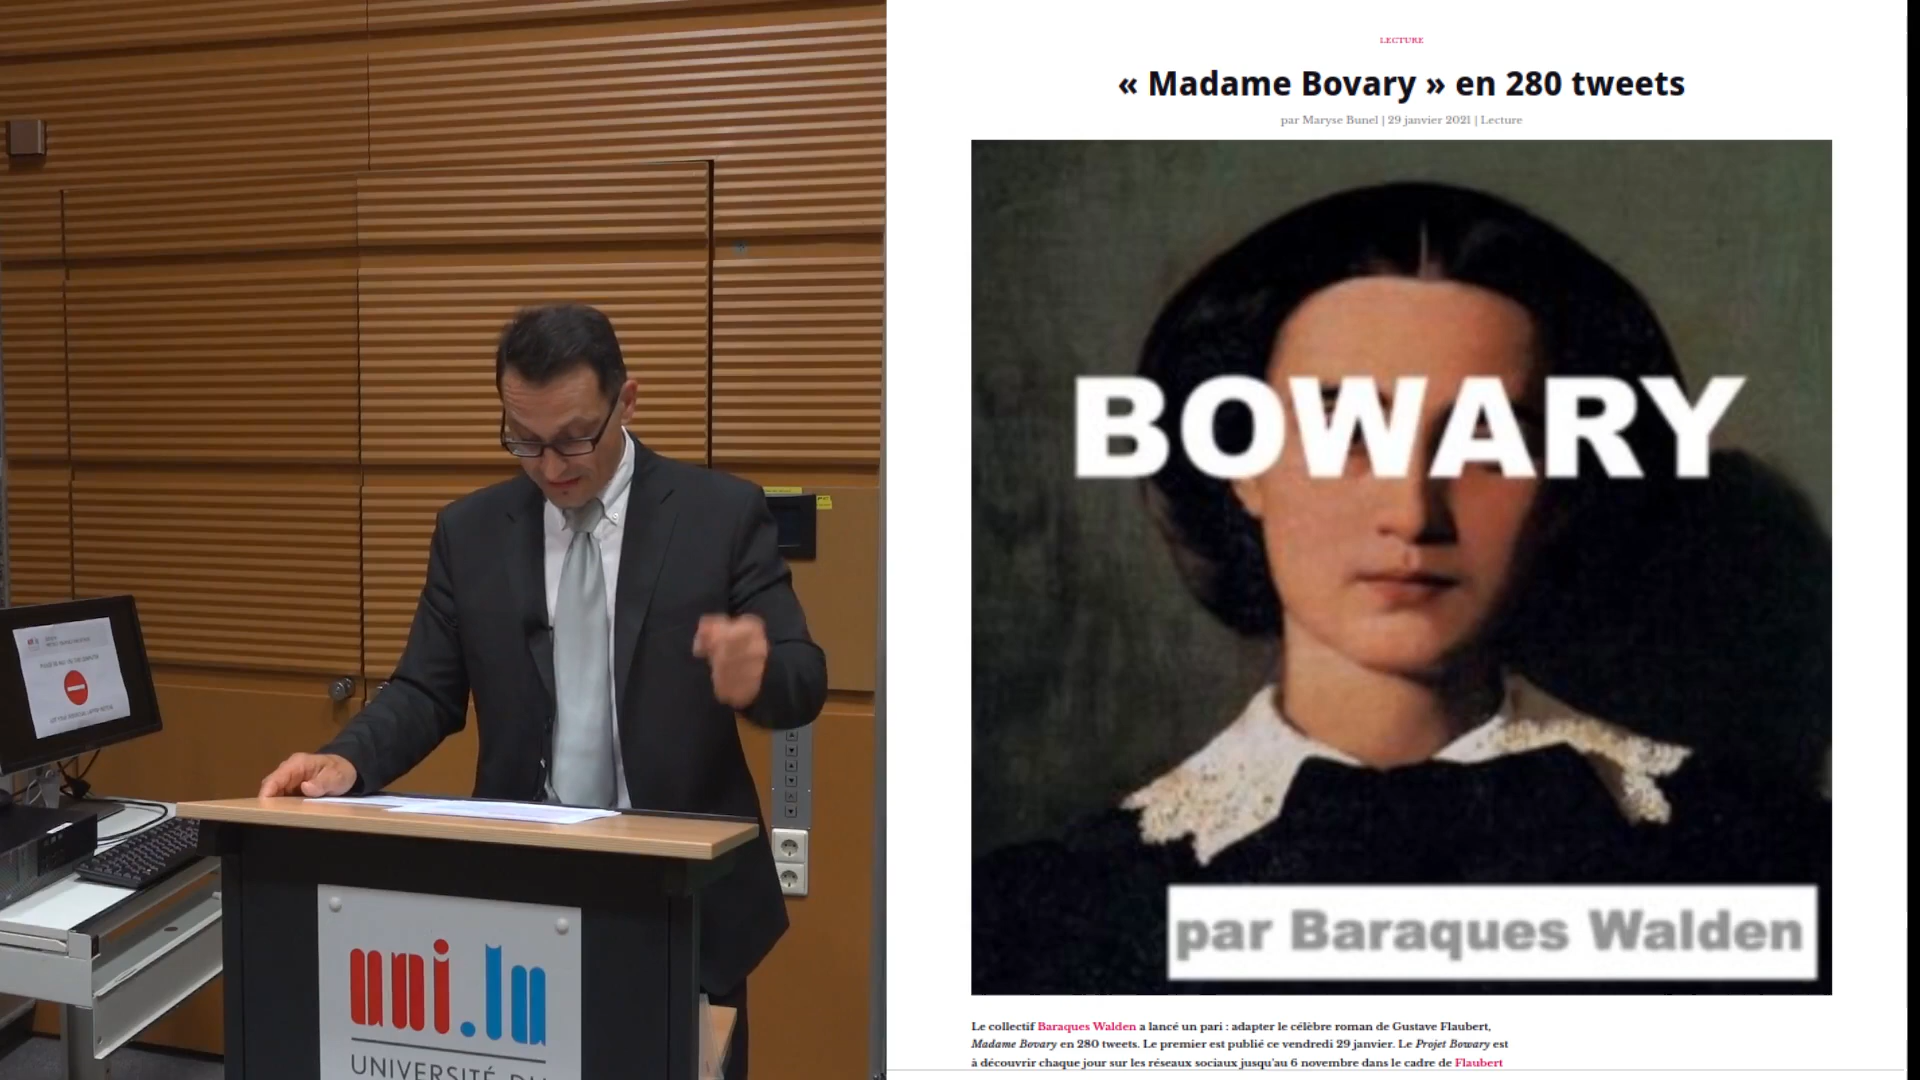 LECTURE
« Madame Bovary » en 280 tweets
par Maryse Bunel | 29 janvier 2021 | Lecture
BOWARY
par Baraques Walden
Le collectif Baraques Walden a lancé un pari : adapter le célèbre roman de Gustave Flaubert,
Madame Bovary en 280 tweets. Le premier est publié ce vendredi 29 janvier. Le Projet Bowary est
à découvrir chaque jour sur les réseaux sociaux jusqu'au 6 novembre dans le cadre de Flaubert
uni.lu
UNIVERSITÉ DU